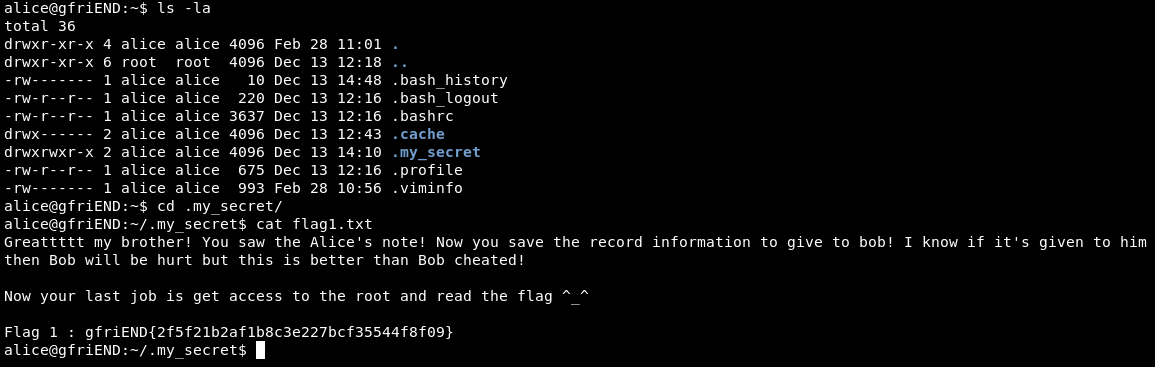 alice@gfriEND:~$ ls -la
total 36
drwxr-xr-x 4 alice alice 4096 Feb 28 11:01 .
drwxr-xr-x 6 root  root  4096 Dec 13 12:18 ..
-rw------- 1 alice alice   10 Dec 13 14:48 .bash_history
-rw-r--r-- 1 alice alice  220 Dec 13 12:16 .bash_logout
-rw-r--r-- 1 alice alice 3637 Dec 13 12:16 .bashrc
drwx------ 2 alice alice 4096 Dec 13 12:43 .cache
drwxrwxr-x 2 alice alice 4096 Dec 13 14:10 .my_secret
-rw-r--r-- 1 alice alice  675 Dec 13 12:16 .profile
-rw------- 1 alice alice  993 Feb 28 10:56 .viminfo
alice@gfriEND:~$ cd .my_secret/
alice@gfriEND:~/.my_secret$ cat flag1.txt
Greattttt my brother! You saw the Alice's note! Now you save the record information to give to bob! I know if it's given to him
then Bob will be hurt but this is better than Bob cheated!
Now your last job is get access to the root and read the flag ^_^
Flag 1 : gfriEND{2f5f21b2af1b8c3e227bcf35544f8f09}
alice@gfriEND:~/.my_secret$